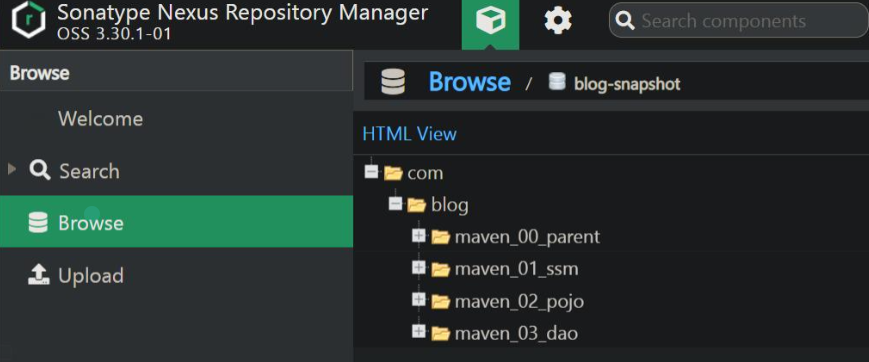 Sonatype Nexus Repository Manager
OSS 3.30.1-01
Search components
Browse
Welcome
Search
Browse
Upload
Browse / blog-snapshot
HTML View
com
blog
maven_00_parent
maven_01_ssm
maven_02_pojo
maven_03_dao